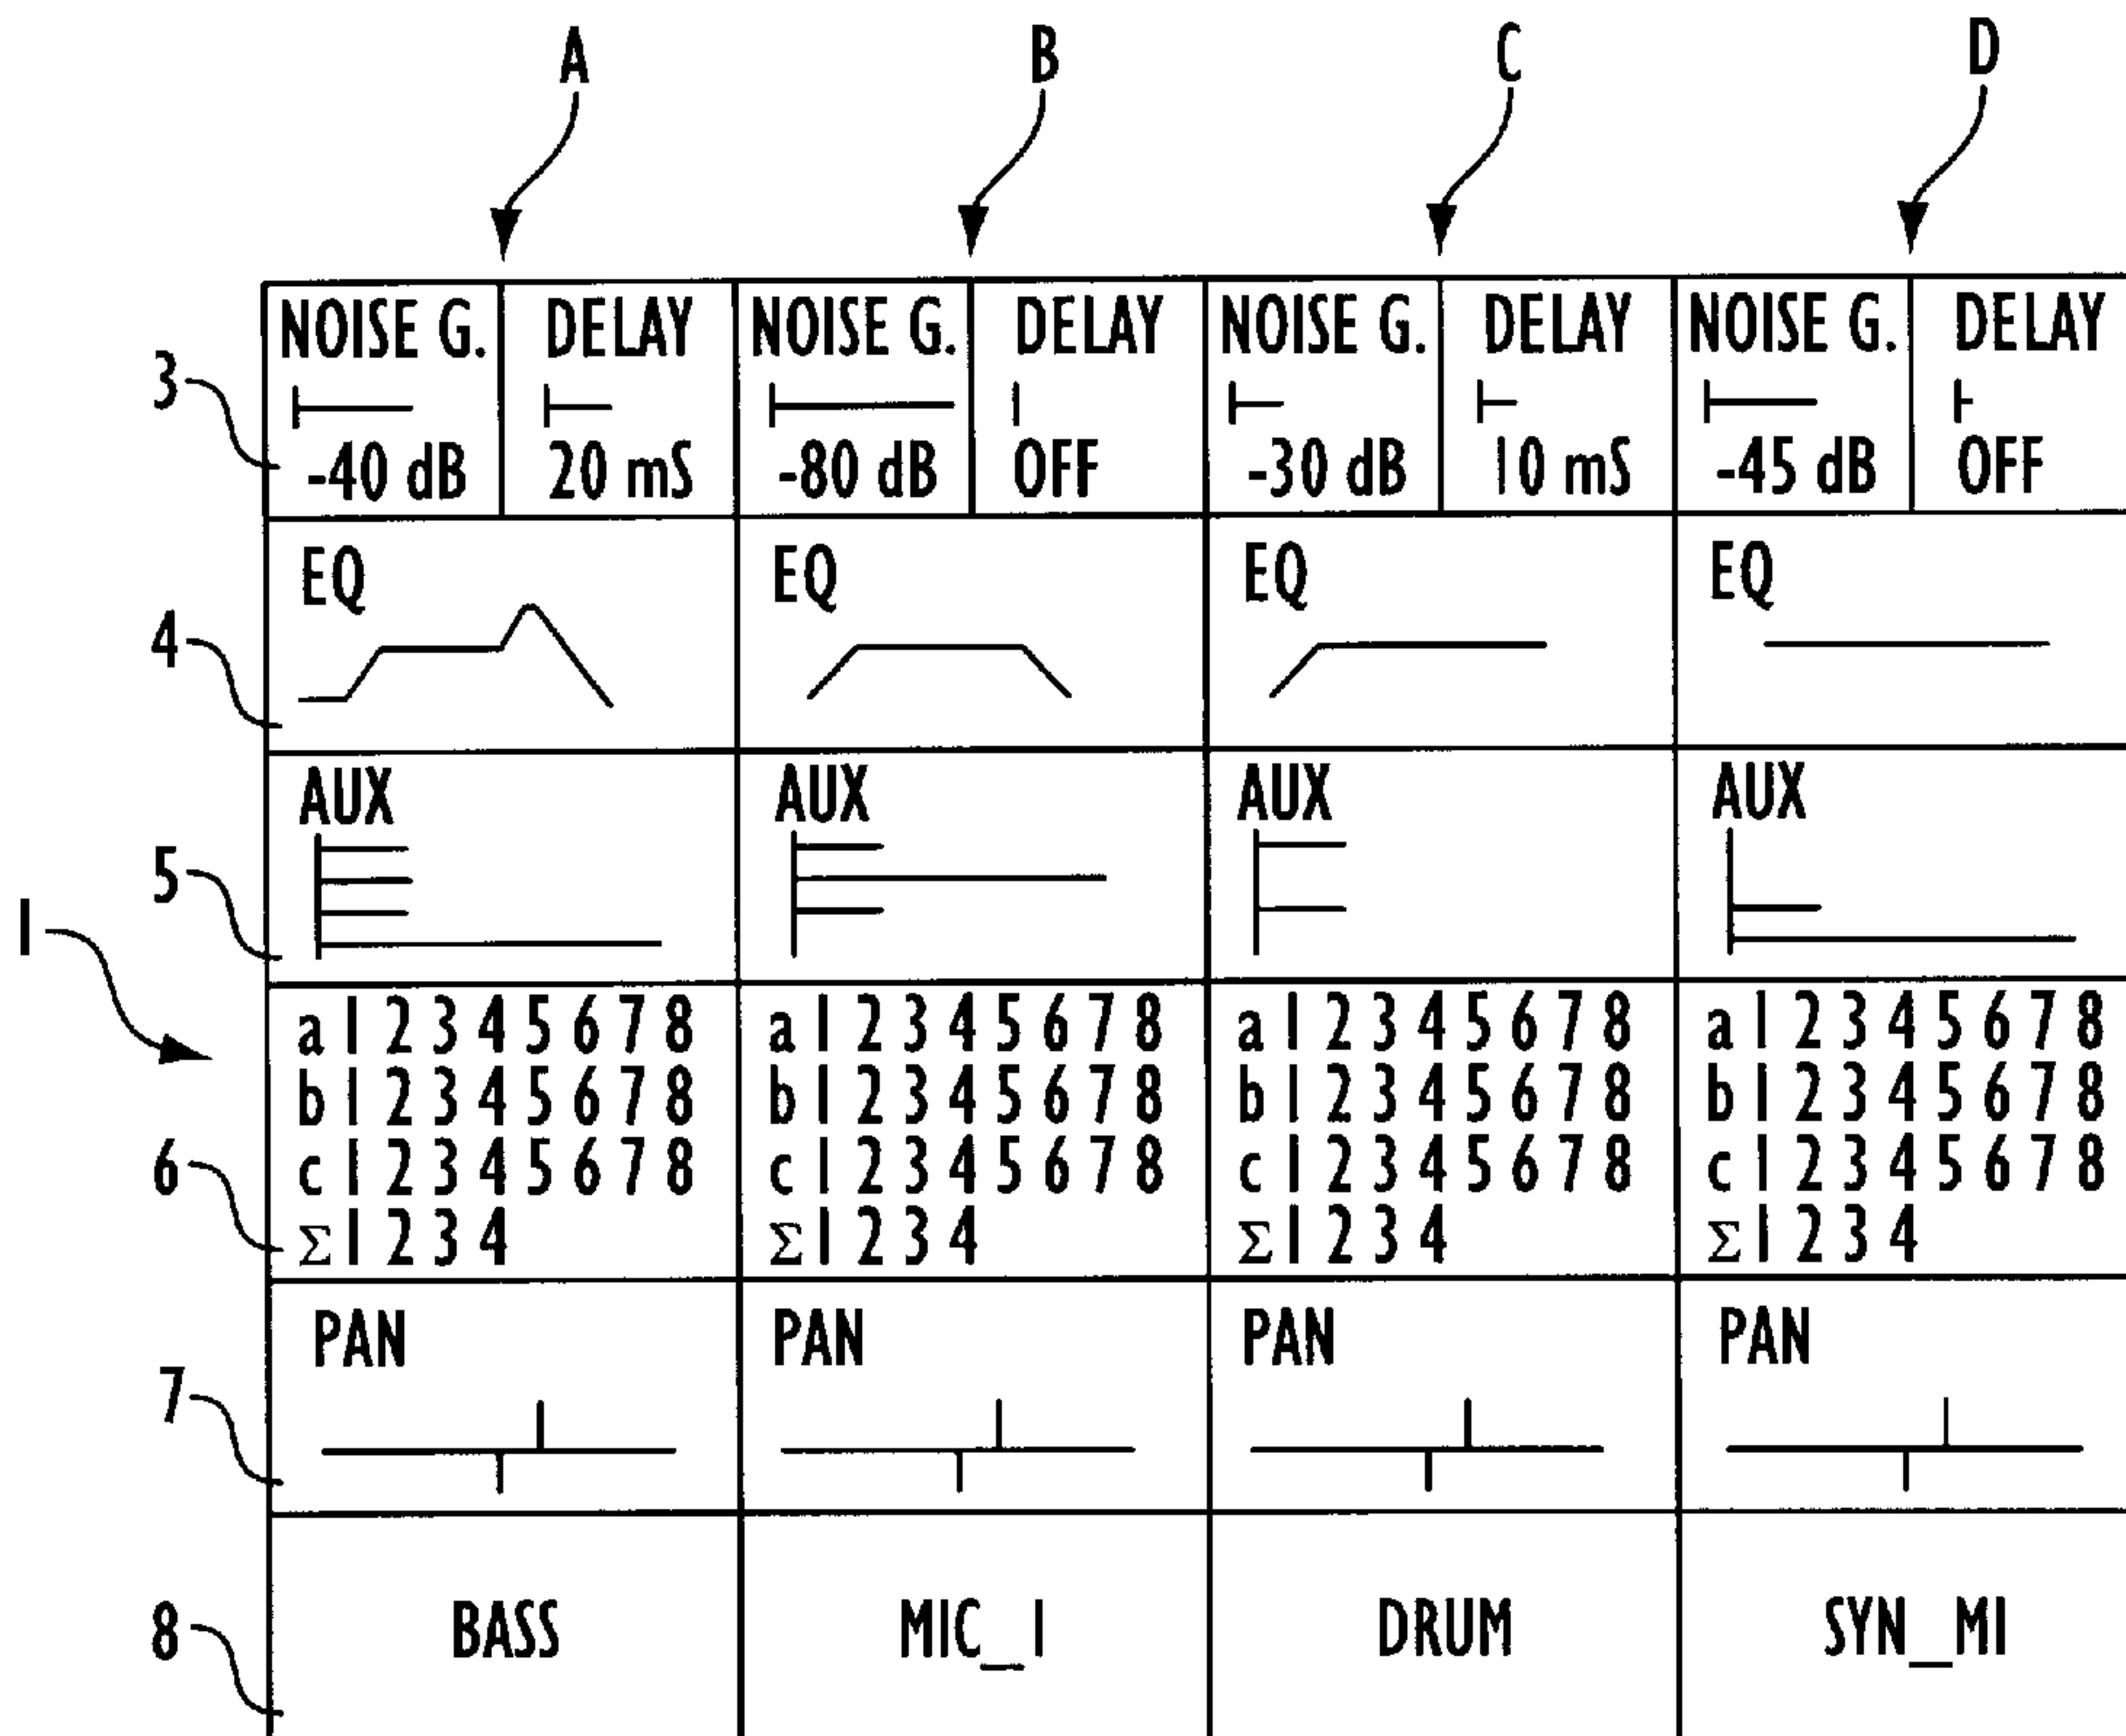 A B C D
NOISE G. DELAY NOISE G. DELAY NOISE G. DELAY NOISE G. DELAY
3
-40 dB 20 mS -80 dB OFF -30 dB 10 mS -45 dB OFF
EQ EQ EQ EQ
4
AUX AUX AUX AUX
5
1
a 1 2 3 4 5 6 7 8 a 1 2 3 4 5 6 7 8 a 1 2 3 4 5 6 7 8 a 1 2 3 4 5 6 7 8
b 1 2 3 4 5 6 7 8 b 1 2 3 4 5 6 7 8 b 1 2 3 4 5 6 7 8 b 1 2 3 4 5 6 7 8
6 c 1 2 3 4 5 6 7 8 c 1 2 3 4 5 6 7 8 c 1 2 3 4 5 6 7 8 c 1 2 3 4 5 6 7 8
Σ 1 2 3 4 Σ 1 2 3 4 Σ 1 2 3 4 Σ 1 2 3 4
PAN PAN PAN PAN
7
8 BASS MIC_1 DRUM SYN_MI